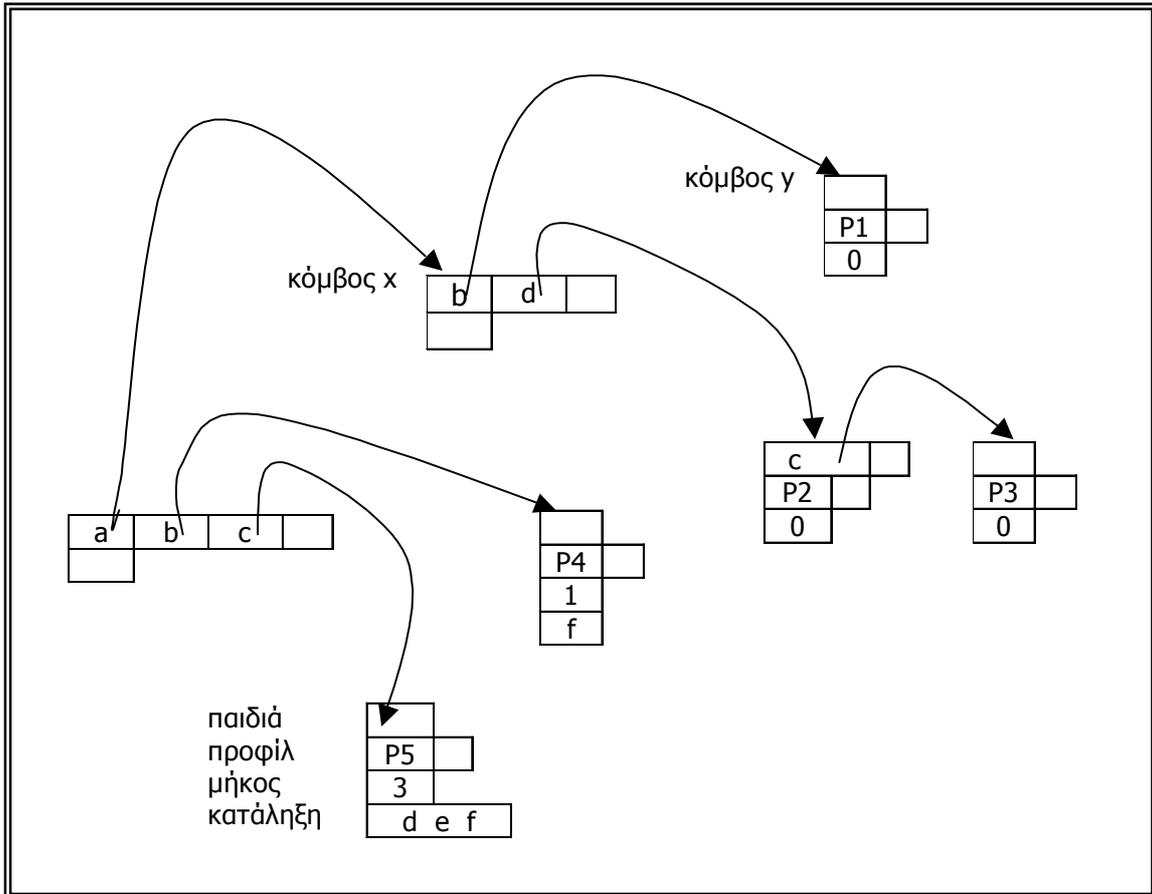 κόμβος y
P1
0
κόμβος x
b d
c
P2
0
P3
0
a b c
P4
1
f
παιδιά
προφίλ
μήκος
κατάληξη
P5
3
d e f